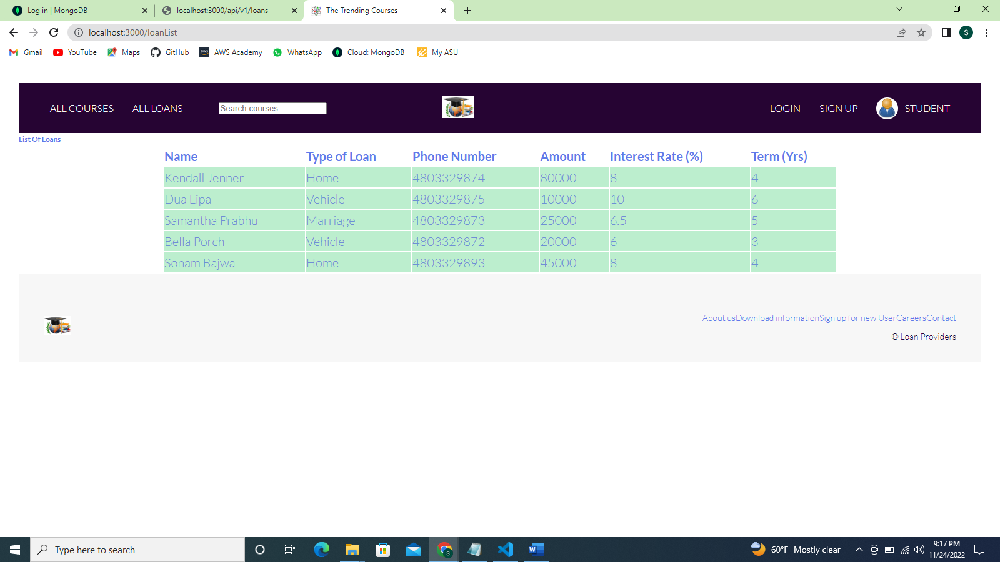 Log in | MongoDB
localhost:3000/api/v1/loans
The Trending Courses
localhost:3000/loanList
S
Gmail
YouTube
Maps
GitHub
aws
AWS Academy
WhatsApp
Cloud: MongoDB
My ASU
ALL COURSES
ALL LOANS
Search courses
LOGIN
SIGN UP
STUDENT
List Of Loans
Name Type of Loan Phone Number Amount Interest Rate (%) Term (Yrs)
Kendall Jenner Home 4803329874 80000 8 4
Dua Lipa Vehicle 4803329875 10000 10 6
Samantha Prabhu Marriage 4803329873 25000 6.5 5
Bella Porch Vehicle 4803329872 20000 6 3
Sonam Bajwa Home 4803329893 45000 8 4
About usDownload informationSign up for new UserCareersContact
© Loan Providers
Type here to search
S
W
60°F Mostly clear
9:17 PM
11/24/2022